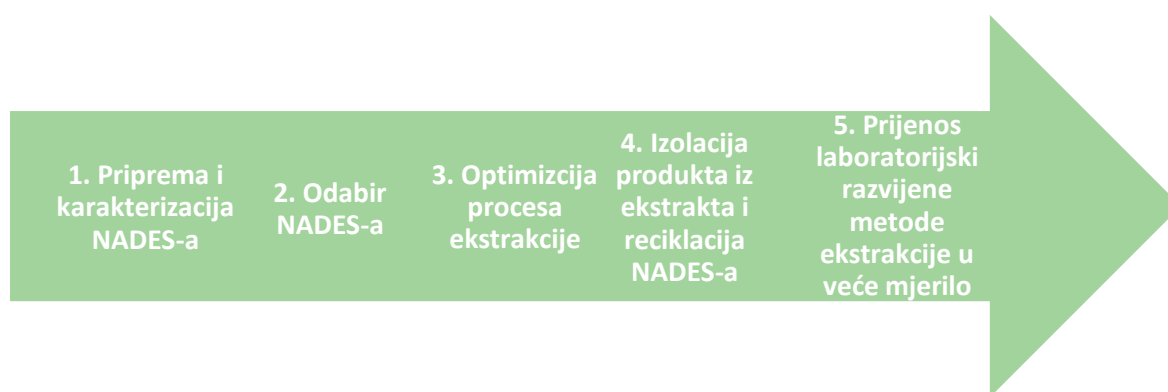 1. Priprema i
karakterizacija
NADES-a
2. Odabir
NADES-a
3. Optimizcija
procesa
ekstrakcije
4. Izolacija
produkta iz
ekstrakta i
reciklacija
NADES-a
5. Prijenos
laboratorijski
razvijene
metode
ekstrakcije u
veće mjerilo